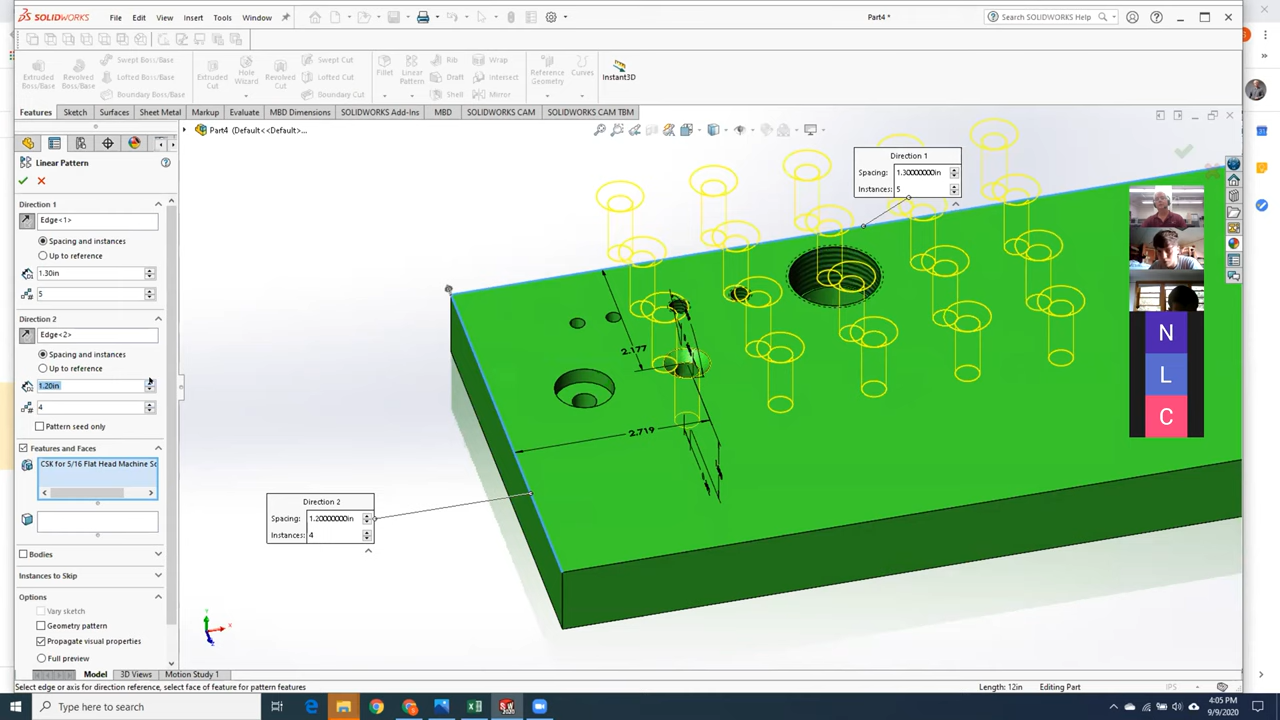 SOLIDWORKS File Edit View Insert Tools Window Part4 * Search SOLIDWORKS Help
Extruded Boss/Base
Revolved Boss/Base
Swept Boss/Base
Lofted Boss/Base
Boundary Boss/Base
Extruded Cut
Hole Wizard
Revolved Cut
Swept Cut
Lofted Cut
Boundary Cut
Fillet
Linear Pattern
Rib
Draft
Shell
Wrap
Intersect
Mirror
Reference Geometry
Curves
Instant3D
Features Sketch Surfaces Sheet Metal Markup Evaluate MBD Dimensions SOLIDWORKS Add-Ins MBD SOLIDWORKS CAM SOLIDWORKS CAM TBM
Part4 (Default<<Default>...
Linear Pattern
Direction 1
Edge<1>
Spacing and instances
Up to reference
1.30in
5
Direction 2
Edge<2>
Spacing and instances
Up to reference
1.20in
4
Pattern seed only
Features and Faces
CSK for 5/16 Flat Head Machine Sc
Bodies
Instances to Skip
Options
Vary sketch
Geometry pattern
Propagate visual properties
Full preview
Direction 1
Spacing: 1.30000000in
Instances: 5
2.177
2.719
Direction 2
Spacing: 1.20000000in
Instances: 4
N
L
C
Model 3D Views Motion Study 1
Select edge or axis for direction reference, select face of feature for pattern features Length: 12in Editing Part IPS
Type here to search
4:05 PM
9/9/2020